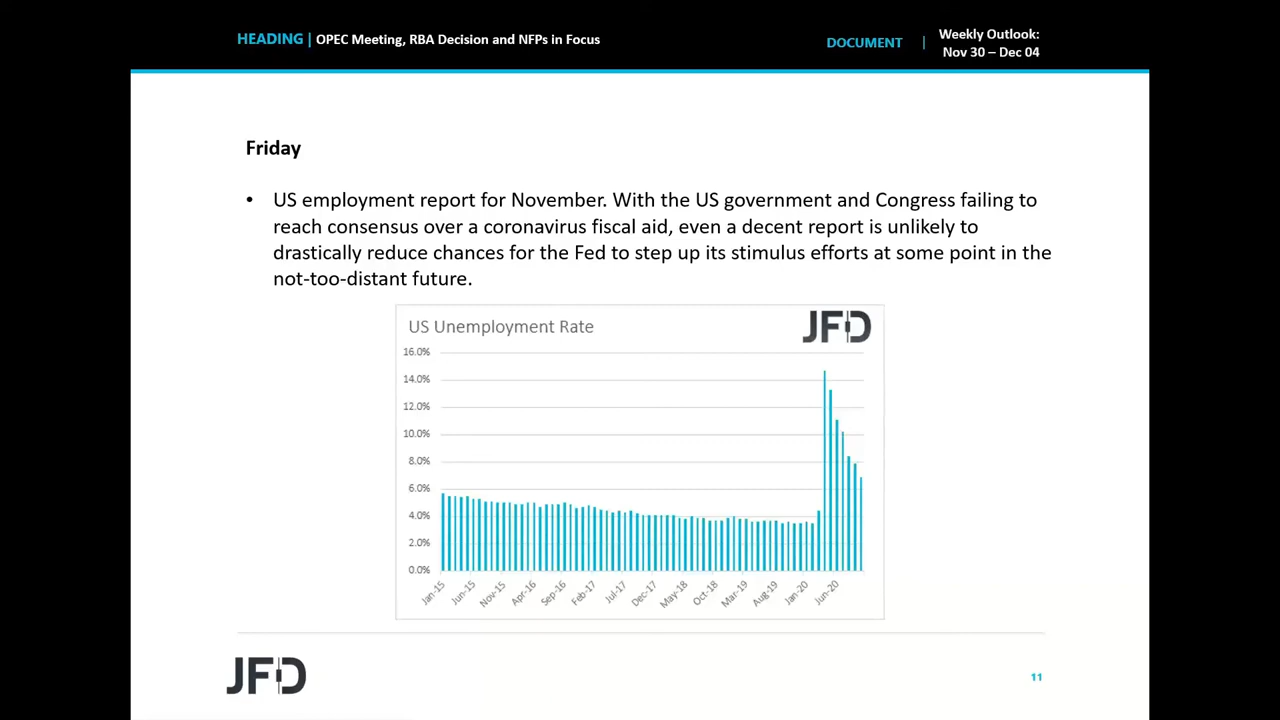 HEADING | OPEC Meeting, RBA Decision and NFPs in Focus
DOCUMENT | Weekly Outlook:
Nov 30 – Dec 04
Friday
• US employment report for November. With the US government and Congress failing to
reach consensus over a coronavirus fiscal aid, even a decent report is unlikely to
drastically reduce chances for the Fed to step up its stimulus efforts at some point in the
not-too-distant future.
US Unemployment Rate
JFD
16.0%
14.0%
12.0%
10.0%
8.0%
6.0%
4.0%
2.0%
0.0%
Jan-15
Jun-15
Nov-15
Apr-16
Sep-16
Feb-17
Jul-17
Dec-17
May-18
Oct-18
Mar-19
Aug-19
Jan-20
Jun-20
JFD
11